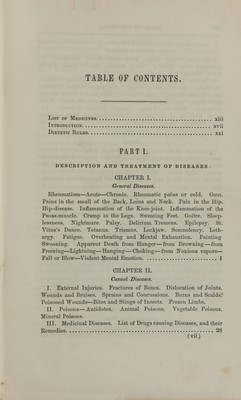 TABLE OF CONTENTS.
LIST OF MEDICINES. xiii
INTRODUCTION. xvii
DIETETIC RULES. xxi
PART I.
DESCRIPTION AND TREATMENT OF DISEASES
CHAPTER I.
General Diseases.
Rheumatism—Acute—Chronic. Rheumatic pains or cold. Gout.
Pains in the small of the Back, Loins and Neck. Pain in the Hip.
Hip-disease. Inflammation of the Knee-joint. Inflammation of the
Psoas-muscle. Cramp in the Legs. Sweating Feet. Goitre. Sleep-
lessness. Nightmare. Palsy. Delirium Tremens. Epilepsy. St.
Vitus's Dance. Tetanus. Trismus. Lockjaw. Somnolency. Leth-
argy. Fatigue. Overheating and Mental Exhaustion. Fainting.
Swooning. Apparent Death from Hunger—from Drowning—from
Freezing—Lightning—Hanging—Choking—from Noxious vapors—
Fall or Blow—Violent Mental Emotion. 1
CHAPTER II.
Casual Diseases.
I. External Injuries. Fractures of Bones. Dislocation of Joints.
Wounds and Bruises. Sprains and Concussions. Burns and Scalds.
Poisoned Wounds—Bites and Stings of Insects. Frozen Limbs.
II. Poisons—Antidotes. Animal Poisons. Vegetable Poisons.
Mineral Poisons.
III. Medicinal Diseases. List of Drugs causing Diseases, and their
Remedies. 28
(vii)